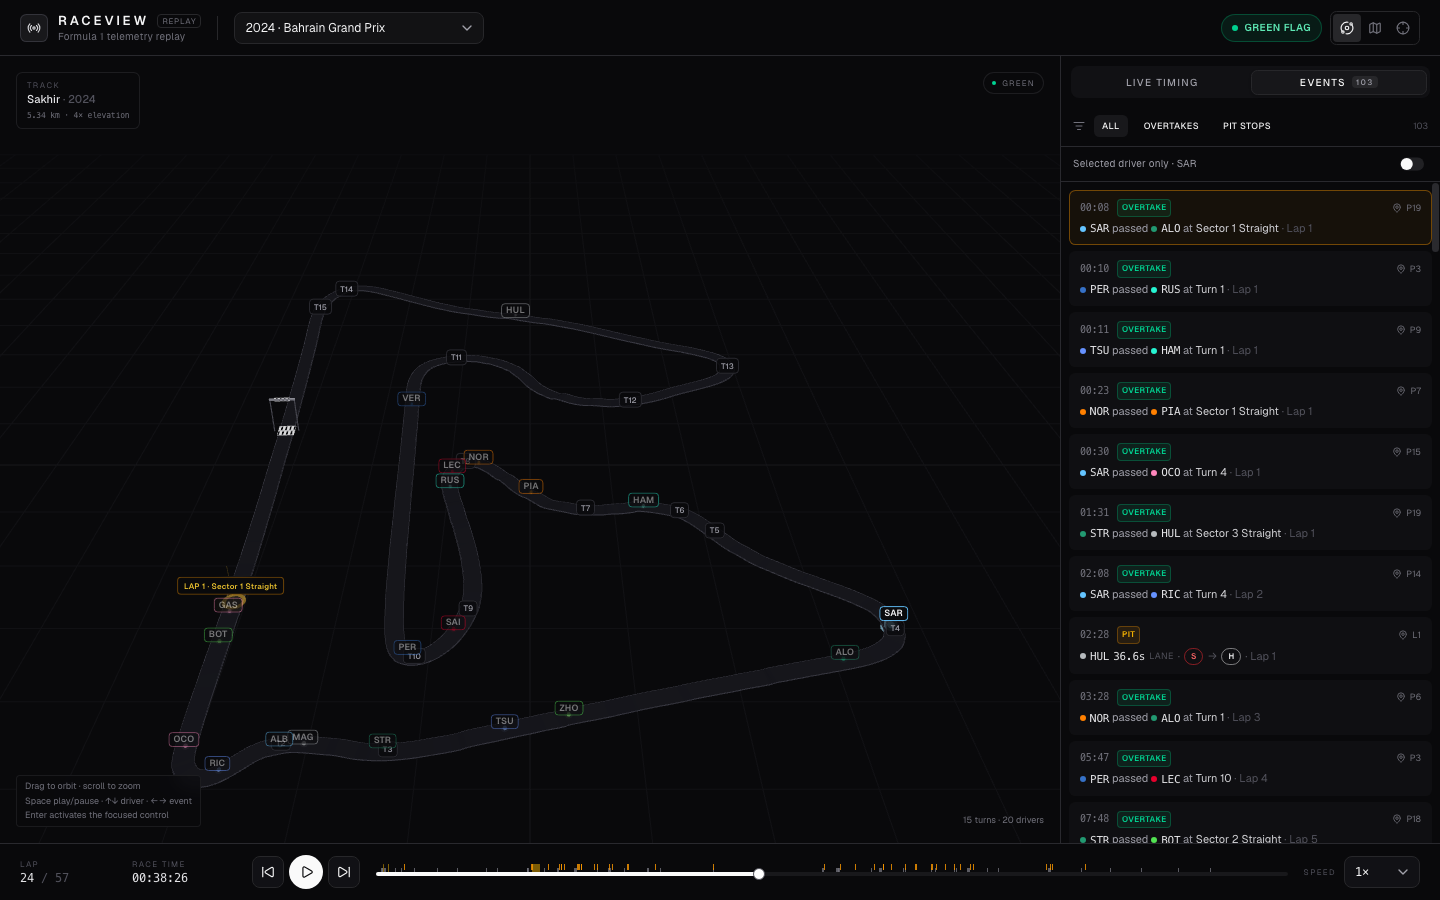 RACEVIEW REPLAY
Formula 1 telemetry replay
2024 · Bahrain Grand Prix
GREEN FLAG
TRACK
Sakhir · 2024
5.34 km · 4× elevation
GREEN
T14
T15
HUL
T11
T13
VER
T12
LEC
NOR
RUS
PIA
HAM
T7
T6
T5
LAP 1 · Sector 1 Straight
GAS
T9
SAR
SAI
T4
BOT
PER
T10
ALO
ZHO
TSU
OCO
ALB
MAG
STR
T3
RIC
Drag to orbit · scroll to zoom
Space play/pause · ↑↓ driver · ←→ event
Enter activates the focused control
15 turns · 20 drivers
LIVE TIMING
EVENTS 103
ALL
OVERTAKES
PIT STOPS
103
Selected driver only · SAR
00:08 OVERTAKE P19
SAR passed ALO at Sector 1 Straight · Lap 1
00:10 OVERTAKE P3
PER passed RUS at Turn 1 · Lap 1
00:11 OVERTAKE P9
TSU passed HAM at Turn 1 · Lap 1
00:23 OVERTAKE P7
NOR passed PIA at Sector 1 Straight · Lap 1
00:30 OVERTAKE P15
SAR passed OCO at Turn 4 · Lap 1
01:31 OVERTAKE P19
STR passed HUL at Sector 3 Straight · Lap 1
02:08 OVERTAKE P14
SAR passed RIC at Turn 4 · Lap 2
02:28 PIT L1
HUL 36.6s LANE · S → H · Lap 1
03:28 OVERTAKE P6
NOR passed ALO at Turn 1 · Lap 3
05:47 OVERTAKE P3
PER passed LEC at Turn 10 · Lap 4
07:48 OVERTAKE P18
STR passed BOT at Sector 2 Straight · Lap 5
LAP
24 / 57
RACE TIME
00:38:26
SPEED
1×